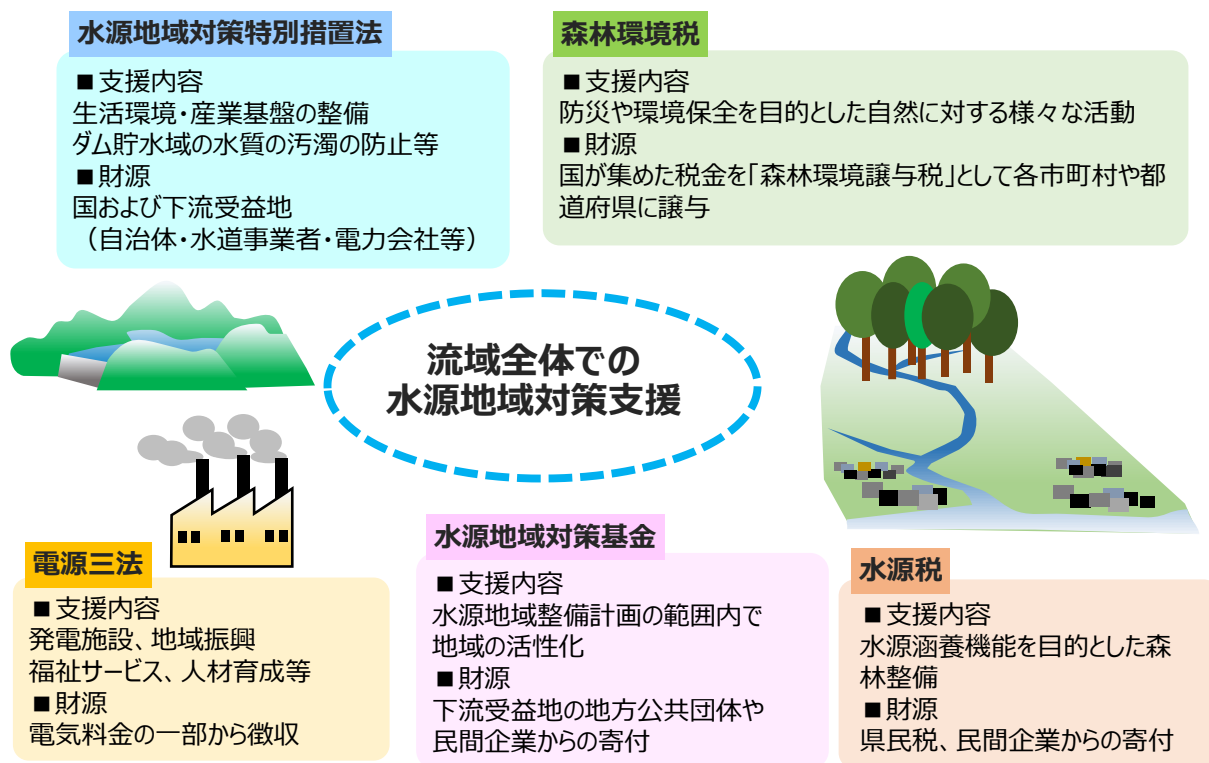 水源地域対策特別措置法
■支援内容
生活環境・産業基盤の整備
ダム貯水域の水質の汚濁の防止等
■財源
国および下流受益地
（自治体・水道事業者・電力会社等）
森林環境税
■支援内容
防災や環境保全を目的とした自然に対する様々な活動
■財源
国が集めた税金を「森林環境譲与税」として各市町村や都
道府県に譲与
流域全体での
水源地域対策支援
電源三法
■支援内容
発電施設、地域振興
福祉サービス、人材育成等
■財源
電気料金の一部から徴収
水源地域対策基金
■支援内容
水源地域整備計画の範囲内で
地域の活性化
■財源
下流受益地の地方公共団体や
民間企業からの寄付
水源税
■支援内容
水源涵養機能を目的とした森
林整備
■財源
県民税、民間企業からの寄付